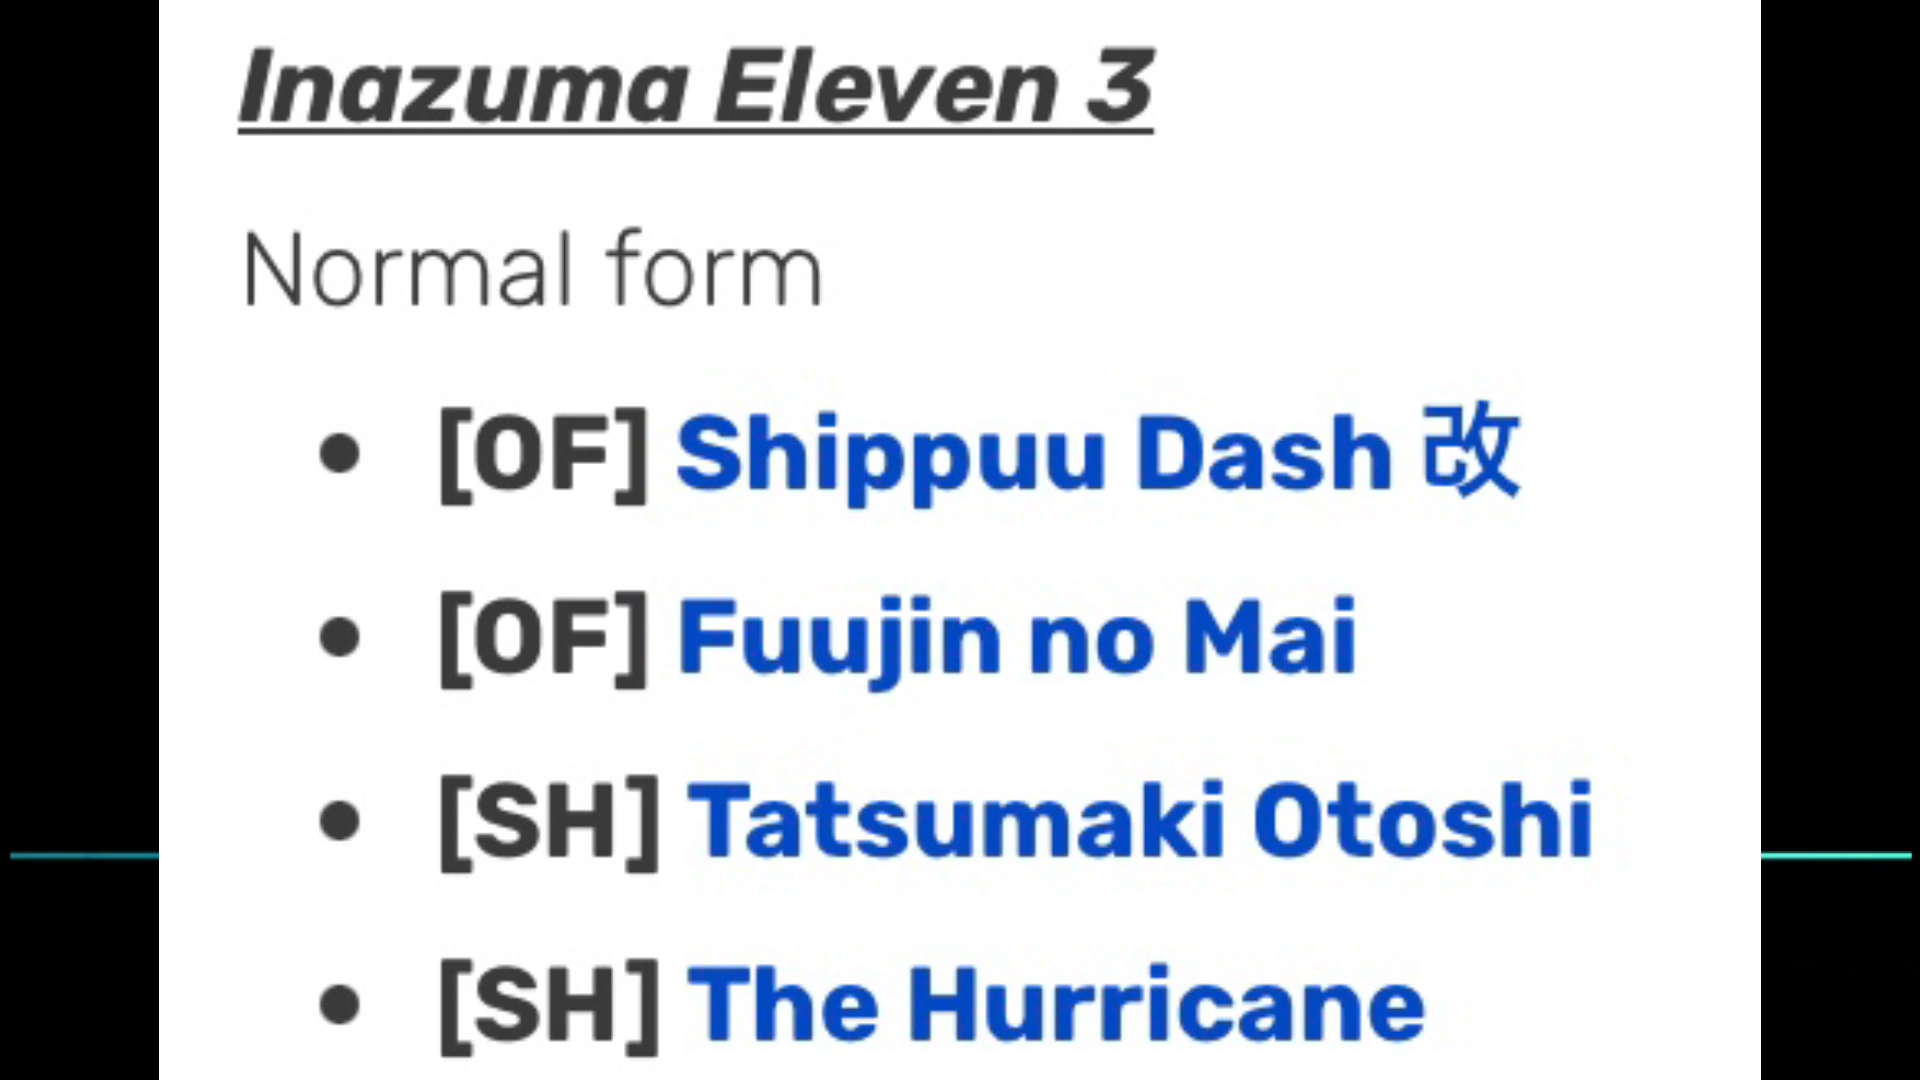 Inazuma Eleven 3
Normal form
• [OF] Shippuu Dash 改
• [OF] Fuujin no Mai
• [SH] Tatsumaki Otoshi
• [SH] The Hurricane